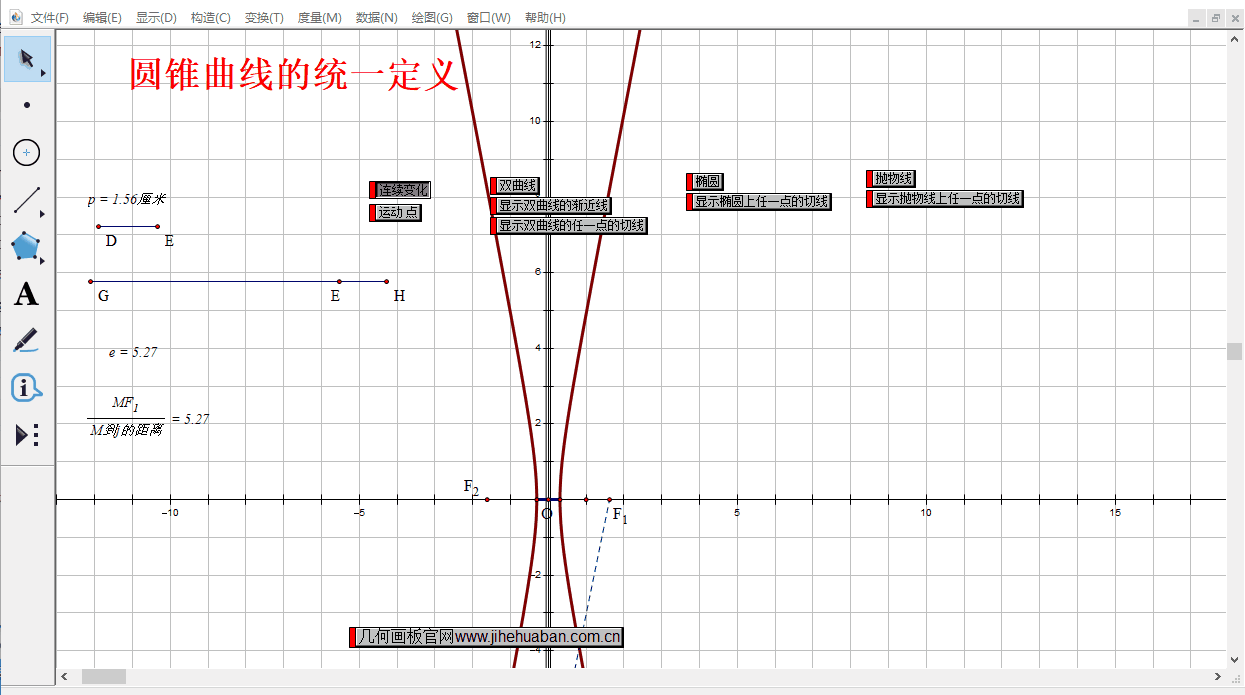 文件(F) 编辑(E) 显示(D) 构造(C) 变换(T) 度量(M) 数据(N) 绘图(G) 窗口(W) 帮助(H)
圆锥曲线的统一定义
12
10
连续变化
运动 点
双曲线
显示双曲线的渐近线
显示双曲线的任一点的切线
椭圆
显示椭圆上任一点的切线
抛物线
显示抛物线上任一点的切线
p = 1.56厘米
D E
6
G E H
4
e = 5.27
MF1
M到j的距离
= 5.27
2
A
F2
O F1
-10 -5 5 10 15
-2
几何画板官网www.jihehuaban.com.cn
-4